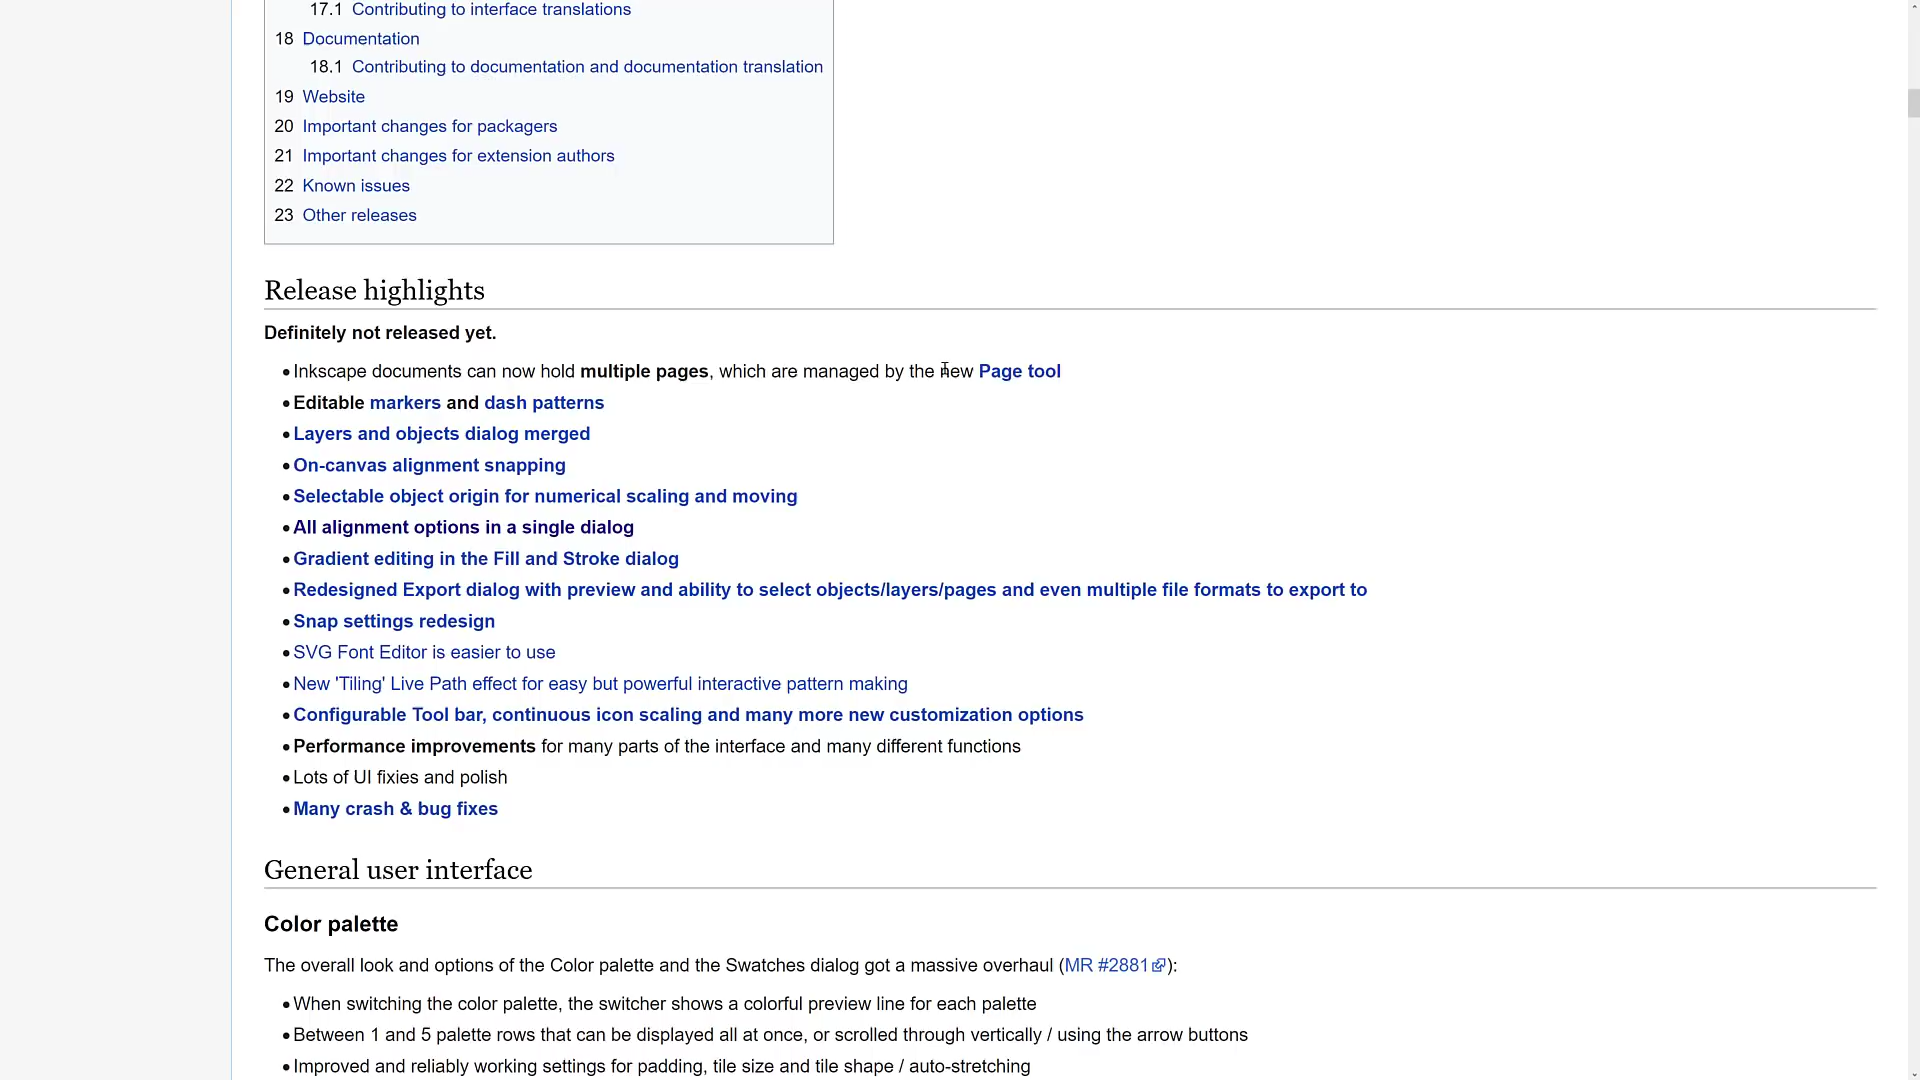 17.1 Contributing to interface translations
18 Documentation
18.1 Contributing to documentation and documentation translation
19 Website
20 Important changes for packagers
21 Important changes for extension authors
22 Known issues
23 Other releases
Release highlights
Definitely not released yet.
Inkscape documents can now hold multiple pages, which are managed by the new Page tool
Editable markers and dash patterns
Layers and objects dialog merged
On-canvas alignment snapping
Selectable object origin for numerical scaling and moving
All alignment options in a single dialog
Gradient editing in the Fill and Stroke dialog
Redesigned Export dialog with preview and ability to select objects/layers/pages and even multiple file formats to export to
Snap settings redesign
SVG Font Editor is easier to use
New 'Tiling' Live Path effect for easy but powerful interactive pattern making
Configurable Tool bar, continuous icon scaling and many more new customization options
Performance improvements for many parts of the interface and many different functions
Lots of UI fixies and polish
Many crash & bug fixes
General user interface
Color palette
The overall look and options of the Color palette and the Swatches dialog got a massive overhaul (MR #2881):
When switching the color palette, the switcher shows a colorful preview line for each palette
Between 1 and 5 palette rows that can be displayed all at once, or scrolled through vertically / using the arrow buttons
Improved and reliably working settings for padding, tile size and tile shape / auto-stretching